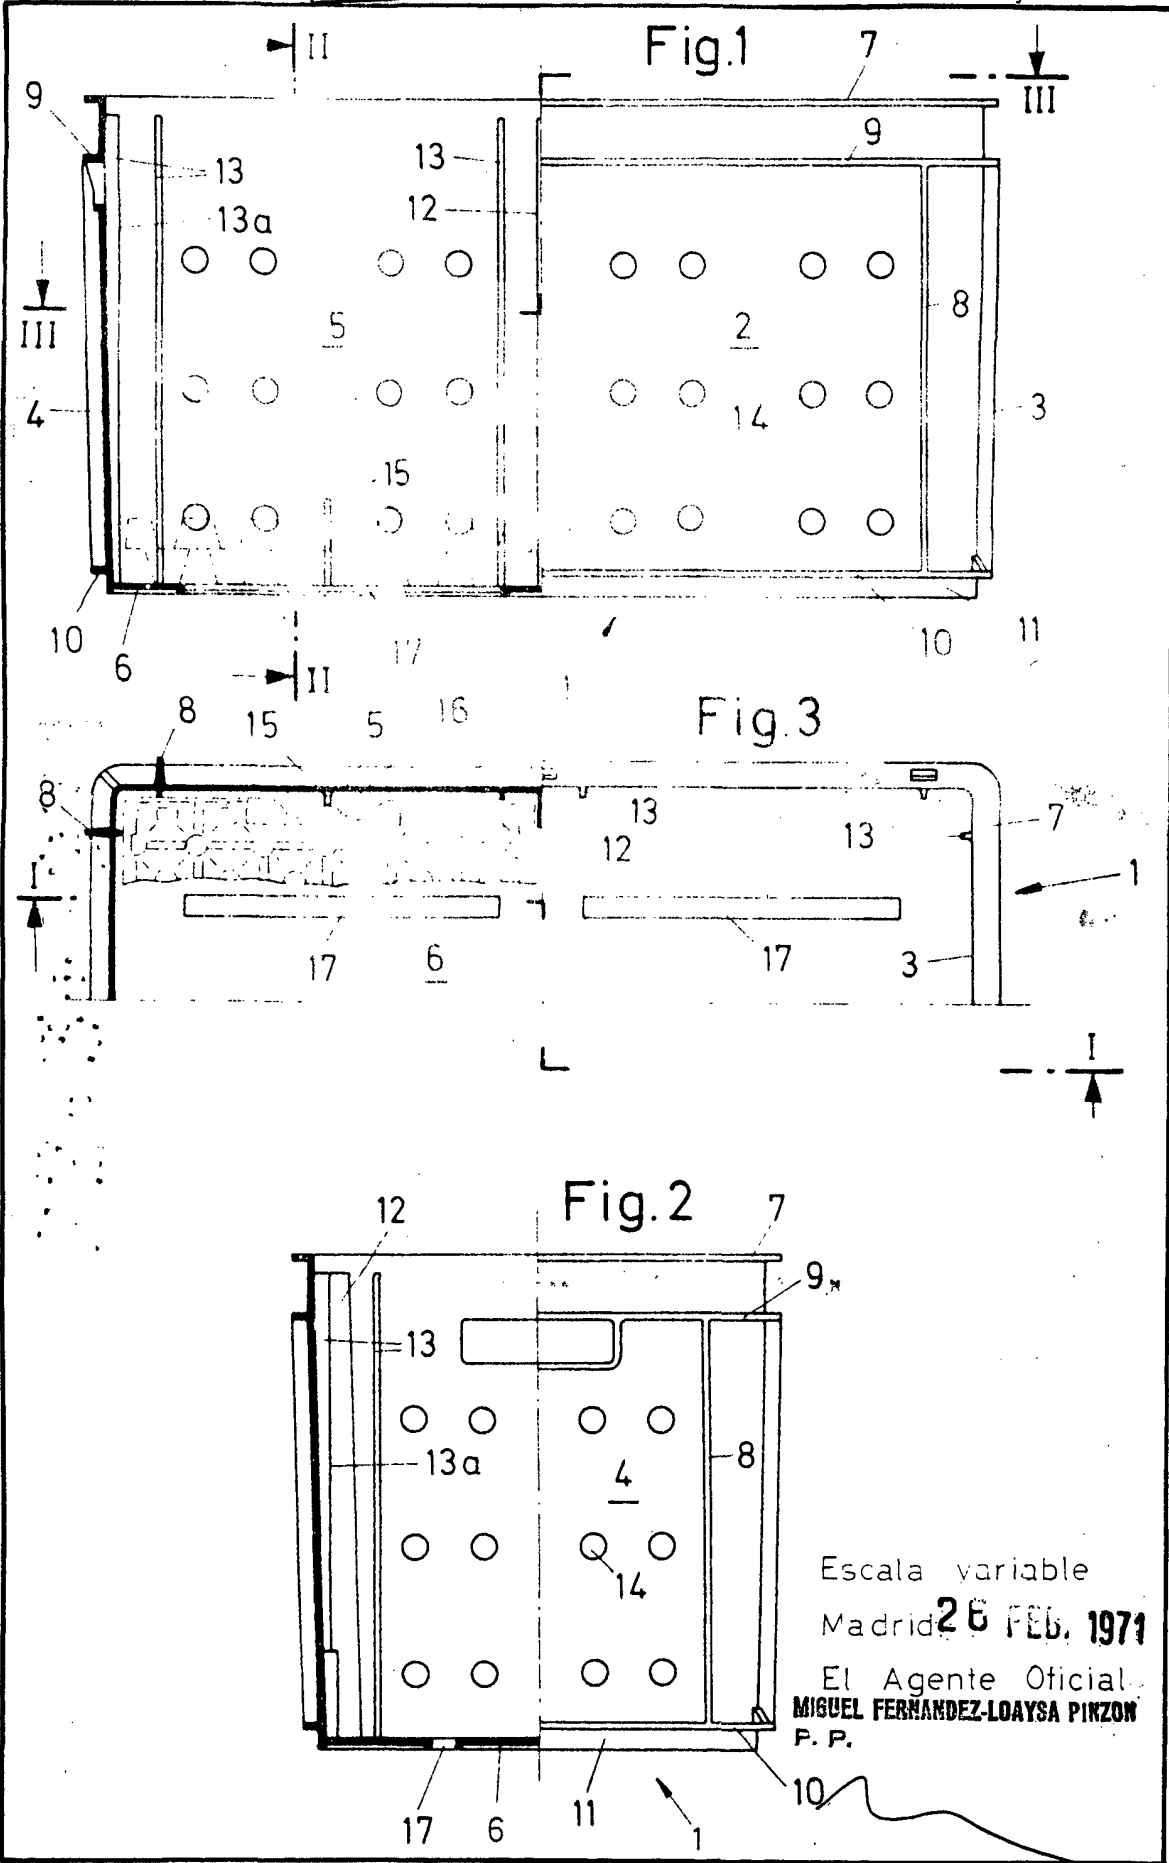 II
Fig.1
7
III
9
9
13
13
13a
12
8
III
5
2
4
14
3
15
10
6
17
10
11
II
8
15
5
16
Fig.3
8
13
12
13
7
I
1
17
6
17
3
I
12
Fig.2
7
9
13
13a
8
4
14
Escala variable
Madrid 26 FEB. 1971
El Agente Oficial
MIGUEL FERNANDEZ-LOAYSA PINZON
P. P.
10
17
6
11
1